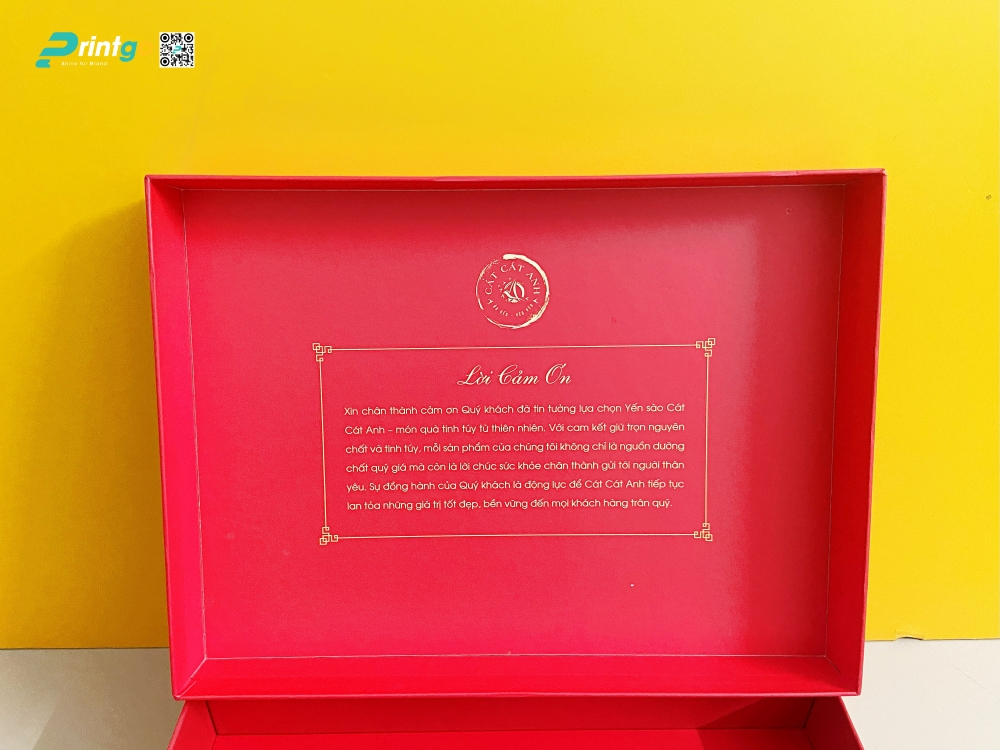 Printg
Shine for Brand
CÁT CÁT ANH
Lời Cảm Ơn
Xin chân thành cảm ơn Quý khách đã tin tưởng lựa chọn Yến sào Cát
Cát Anh – món quà tinh túy từ thiên nhiên. Với cam kết giữ trọn nguyên
chất và tinh túy, mỗi sản phẩm của chúng tôi không chỉ là nguồn dưỡng
chất quý giá mà còn là lời chúc sức khỏe chân thành gửi tới người thân
yêu. Sự đồng hành của Quý khách là động lực để Cát Cát Anh tiếp tục
lan tỏa những giá trị tốt đẹp, bền vững đến mọi khách hàng trân quý.